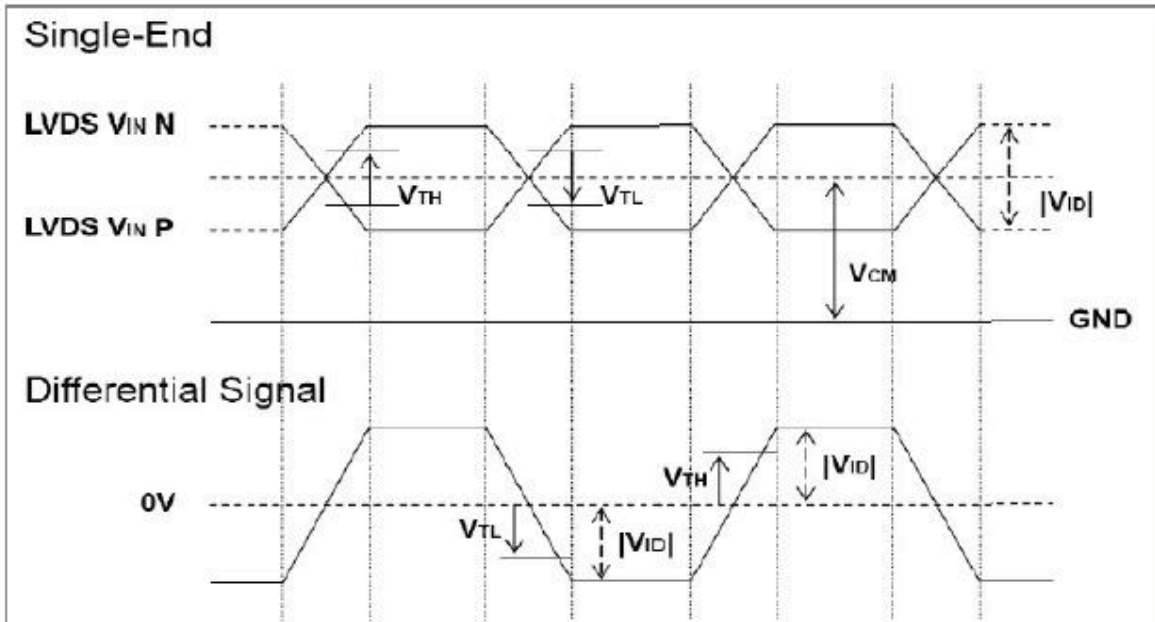 Single-End
LVDS VIN N
VTH
VTL
LVDS VIN P
|VID|
VCM
GND
Differential Signal
VTH
|VID|
0V
VTL
|VID|